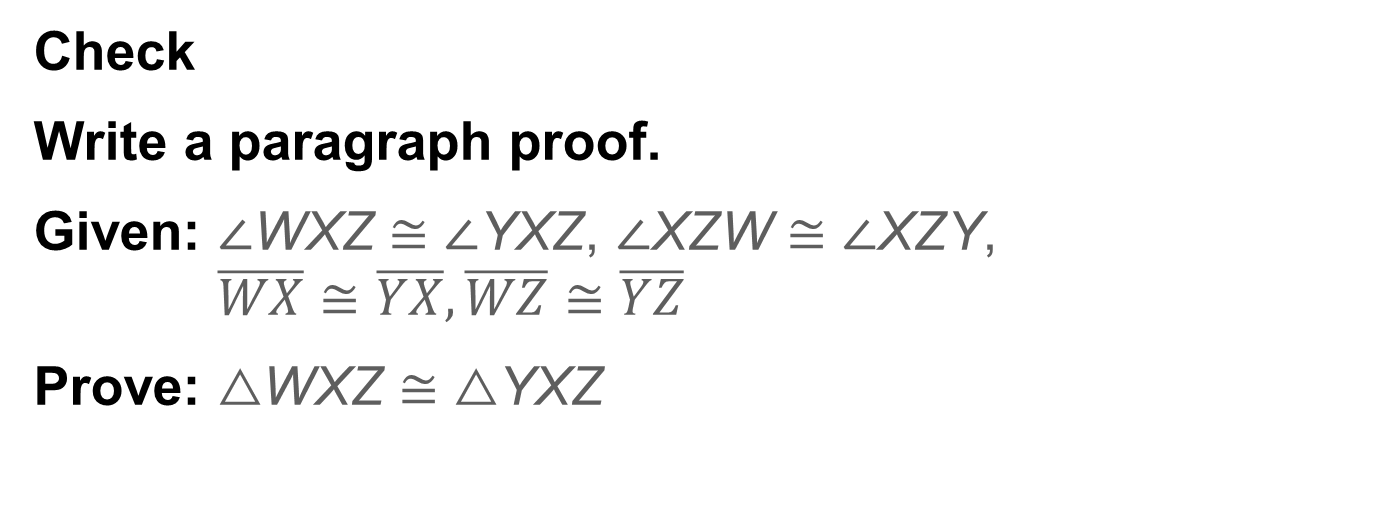 Check
Write a paragraph proof.
Given: ∠WXZ ≅ ∠YXZ, ∠XZW ≅ ∠XZY,
W̅X̅ ≅ Y̅X̅, W̅Z̅ ≅ Y̅Z̅
Prove: △WXZ ≅ △YXZ